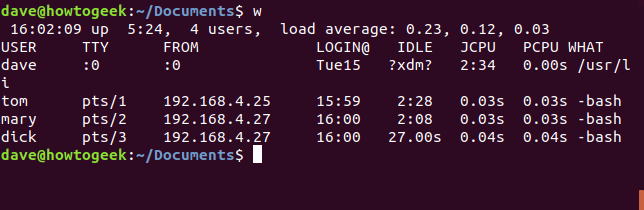 dave@howtogeek:~/Documents$ w
 16:02:09 up  5:24,  4 users,  load average: 0.23, 0.12, 0.03
USER     TTY      FROM             LOGIN@   IDLE   JCPU   PCPU WHAT
dave     :0       :0               Tue15   ?xdm?   2:34   0.00s /usr/l
i
tom      pts/1    192.168.4.25     15:59    2:28   0.03s  0.03s -bash
mary     pts/2    192.168.4.27     16:00    2:08   0.03s  0.03s -bash
dick     pts/3    192.168.4.27     16:00   27.00s  0.04s  0.04s -bash
dave@howtogeek:~/Documents$